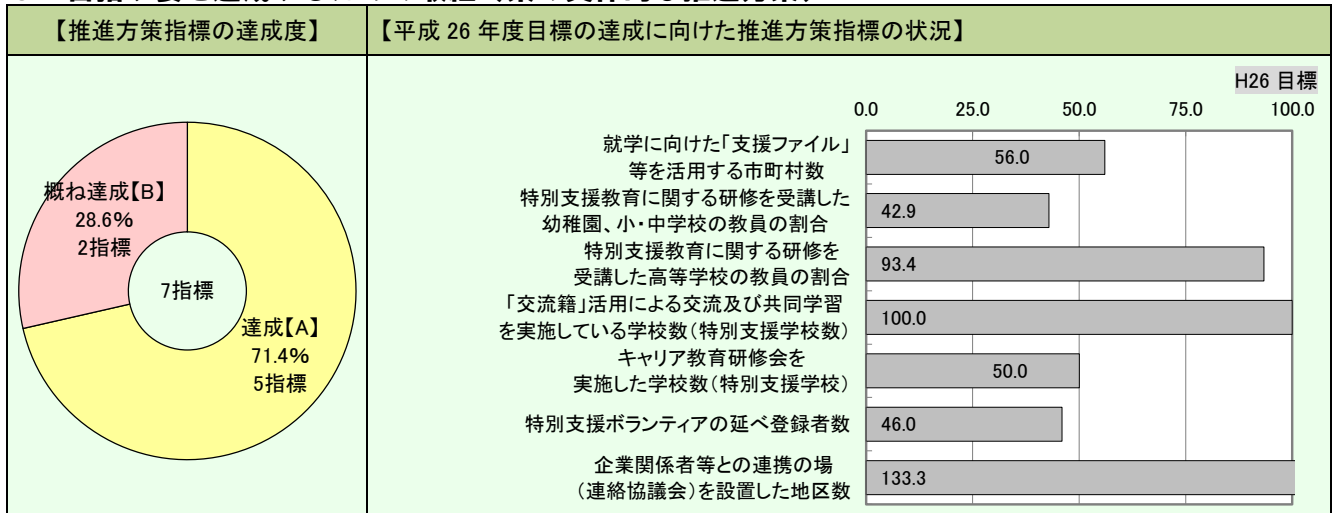 【推進方策指標の達成度】
【平成 26 年度目標の達成に向けた推進方策指標の状況】
概ね達成【B】
28.6%
2指標
7指標
達成【A】
71.4%
5指標
H26 目標
0.0 25.0 50.0 75.0 100.0
就学に向けた「支援ファイル」
等を活用する市町村数
56.0
特別支援教育に関する研修を受講した
幼稚園、小・中学校の教員の割合
42.9
特別支援教育に関する研修を
受講した高等学校の教員の割合
93.4
「交流籍」活用による交流及び共同学習
を実施している学校数(特別支援学校数)
100.0
キャリア教育研修会を
実施した学校数(特別支援学校)
50.0
特別支援ボランティアの延べ登録者数
46.0
企業関係者等との連携の場
(連絡協議会)を設置した地区数
133.3